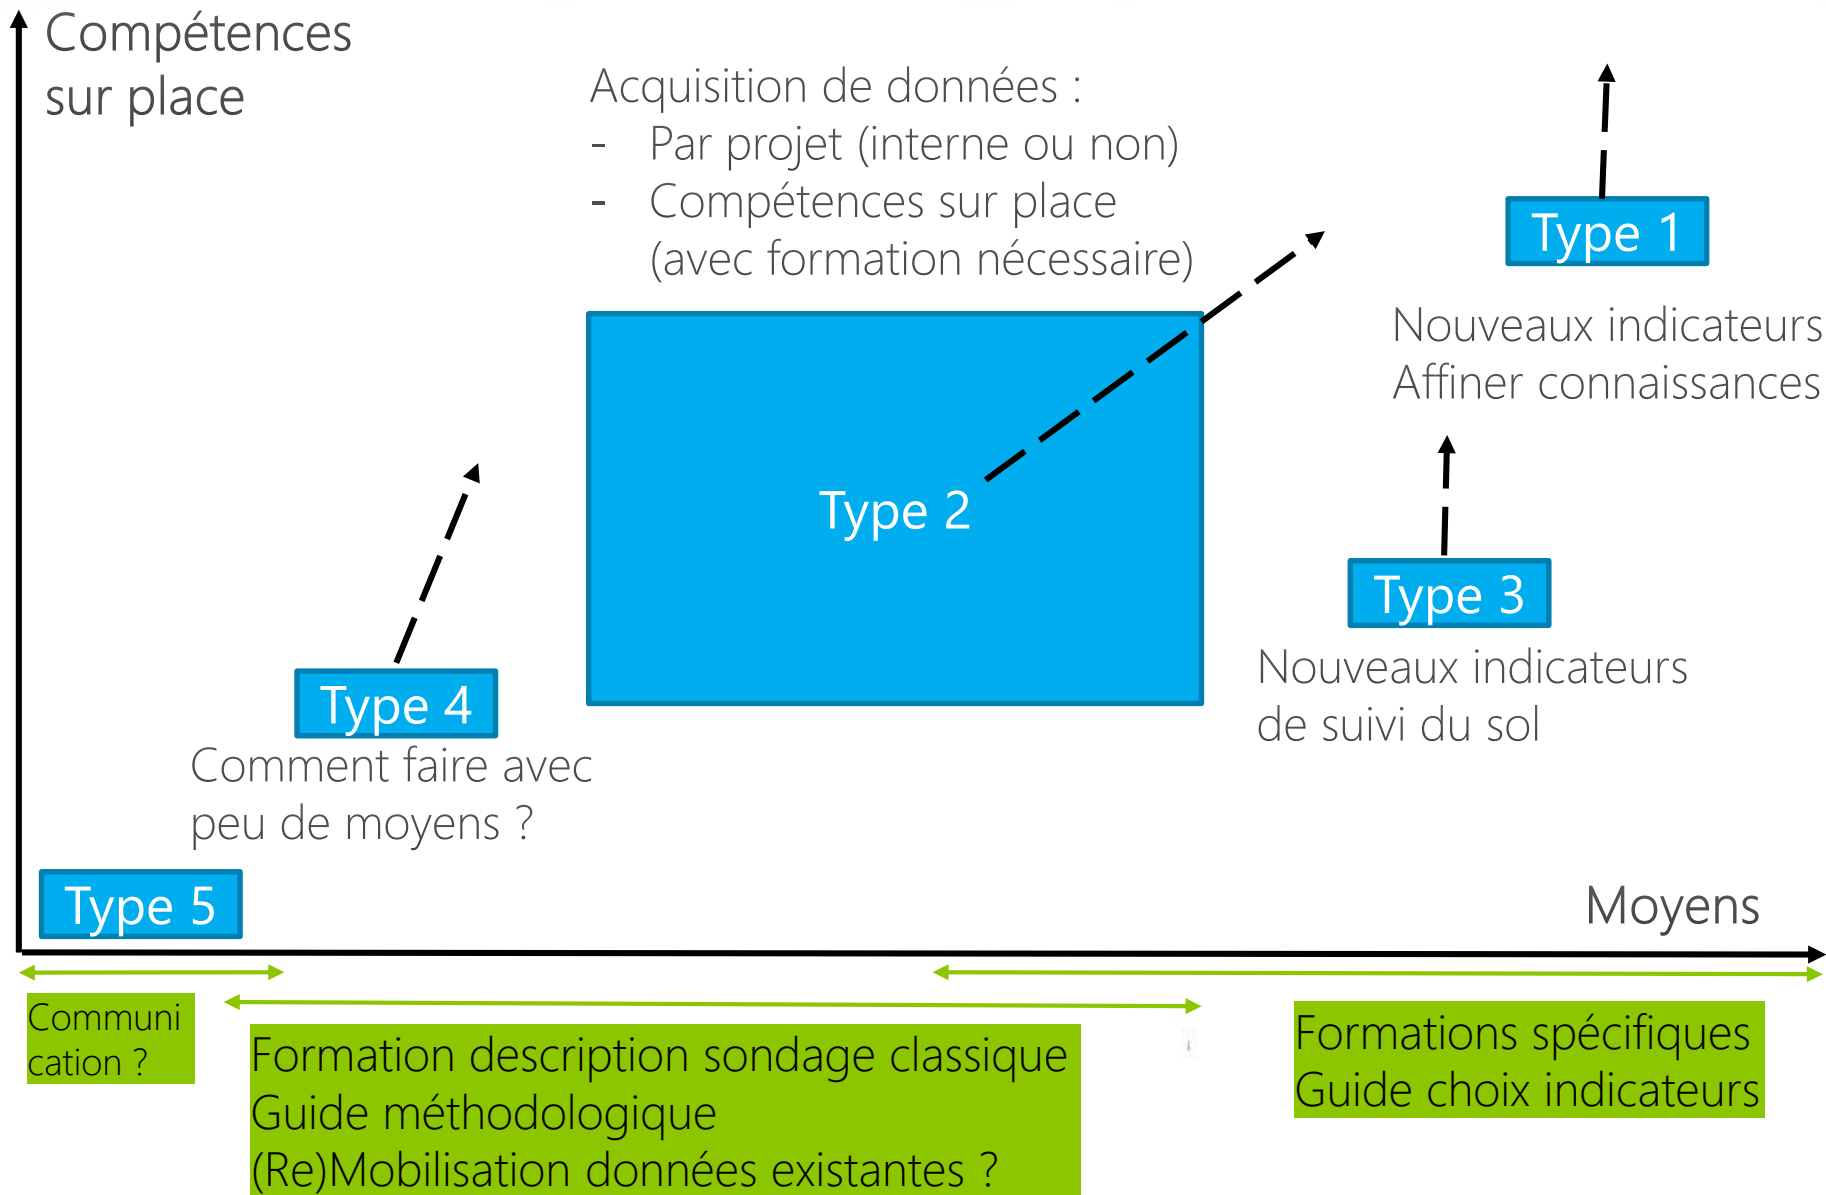 Compétences
sur place
Acquisition de données :
- Par projet (interne ou non)
- Compétences sur place
(avec formation nécessaire)
Type 1
Nouveaux indicateurs
Affiner connaissances
Type 2
Type 3
Nouveaux indicateurs
de suivi du sol
Type 4
Comment faire avec
peu de moyens ?
Type 5
Moyens
Communi
cation ?
Formation description sondage classique
Guide méthodologique
(Re)Mobilisation données existantes ?
Formations spécifiques
Guide choix indicateurs